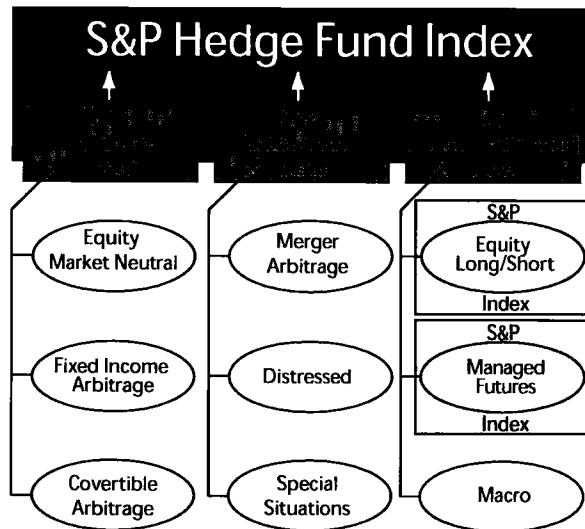 S&P Hedge Fund Index
Equity
Market Neutral
Fixed Income
Arbitrage
Covertible
Arbitrage
Merger
Arbitrage
Distressed
Special
Situations
S&P
Equity
Long/Short
Index
S&P
Managed
Futures
Index
Macro